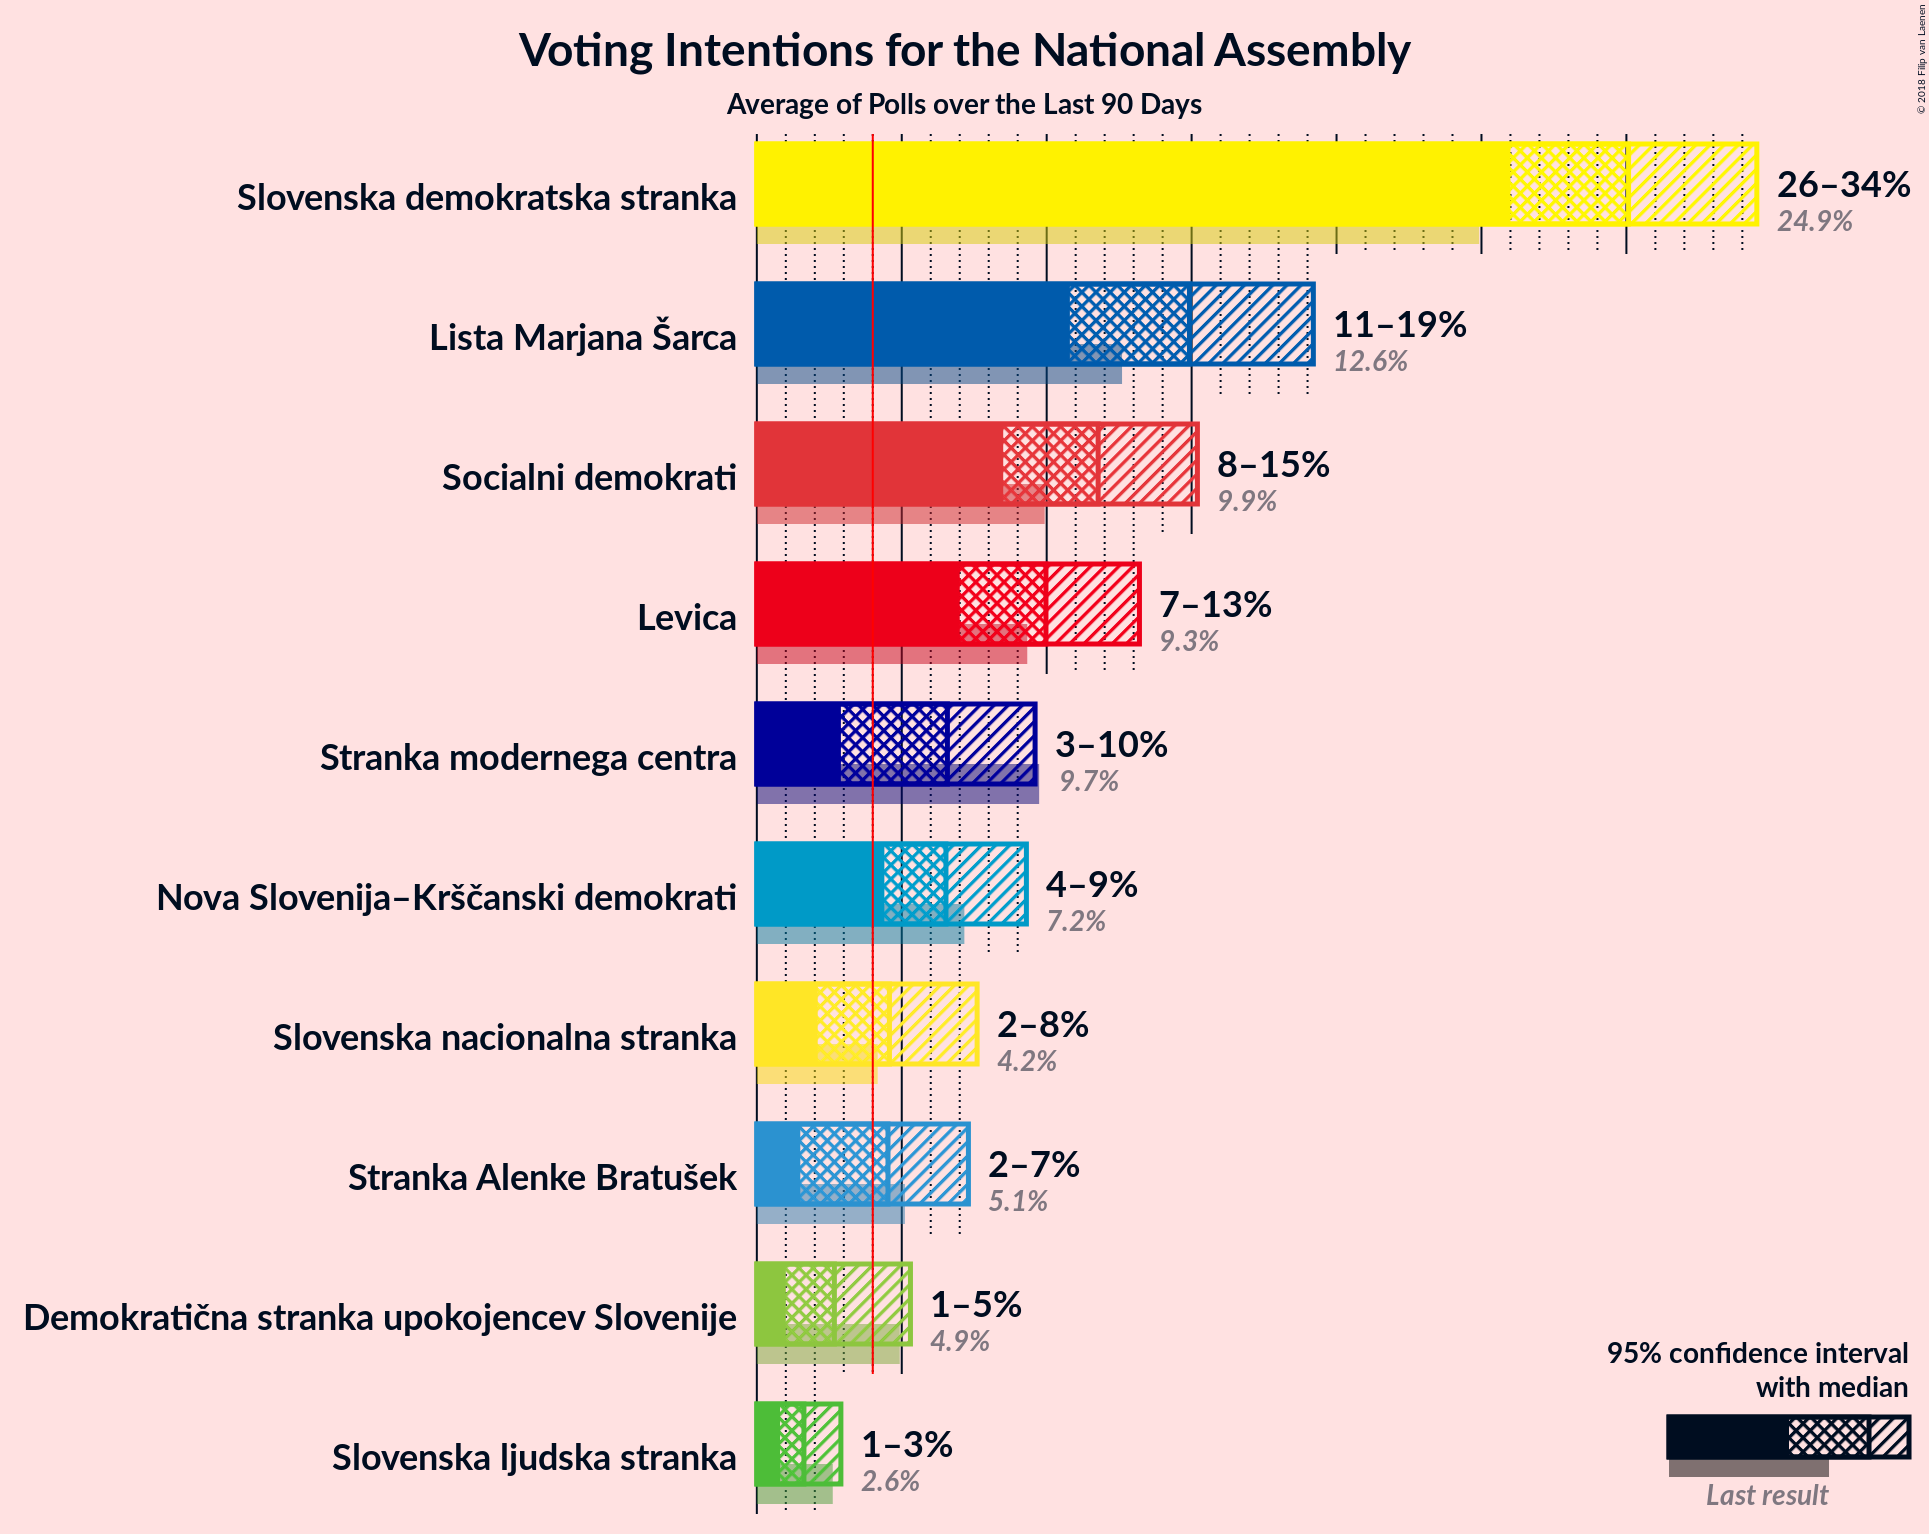 Voting Intentions for the National Assembly
Average of Polls over the Last 90 Days
© 2018 Filip van Laenen
Slovenska demokratska stranka
26–34%
24.9%
Lista Marjana Šarca
11–19%
12.6%
Socialni demokrati
8–15%
9.9%
Levica
7–13%
9.3%
Stranka modernega centra
3–10%
9.7%
Nova Slovenija–Krščanski demokrati
4–9%
7.2%
Slovenska nacionalna stranka
2–8%
4.2%
Stranka Alenke Bratušek
2–7%
5.1%
Demokratična stranka upokojencev Slovenije
1–5%
4.9%
Slovenska ljudska stranka
1–3%
2.6%
95% confidence interval
with median
Last result